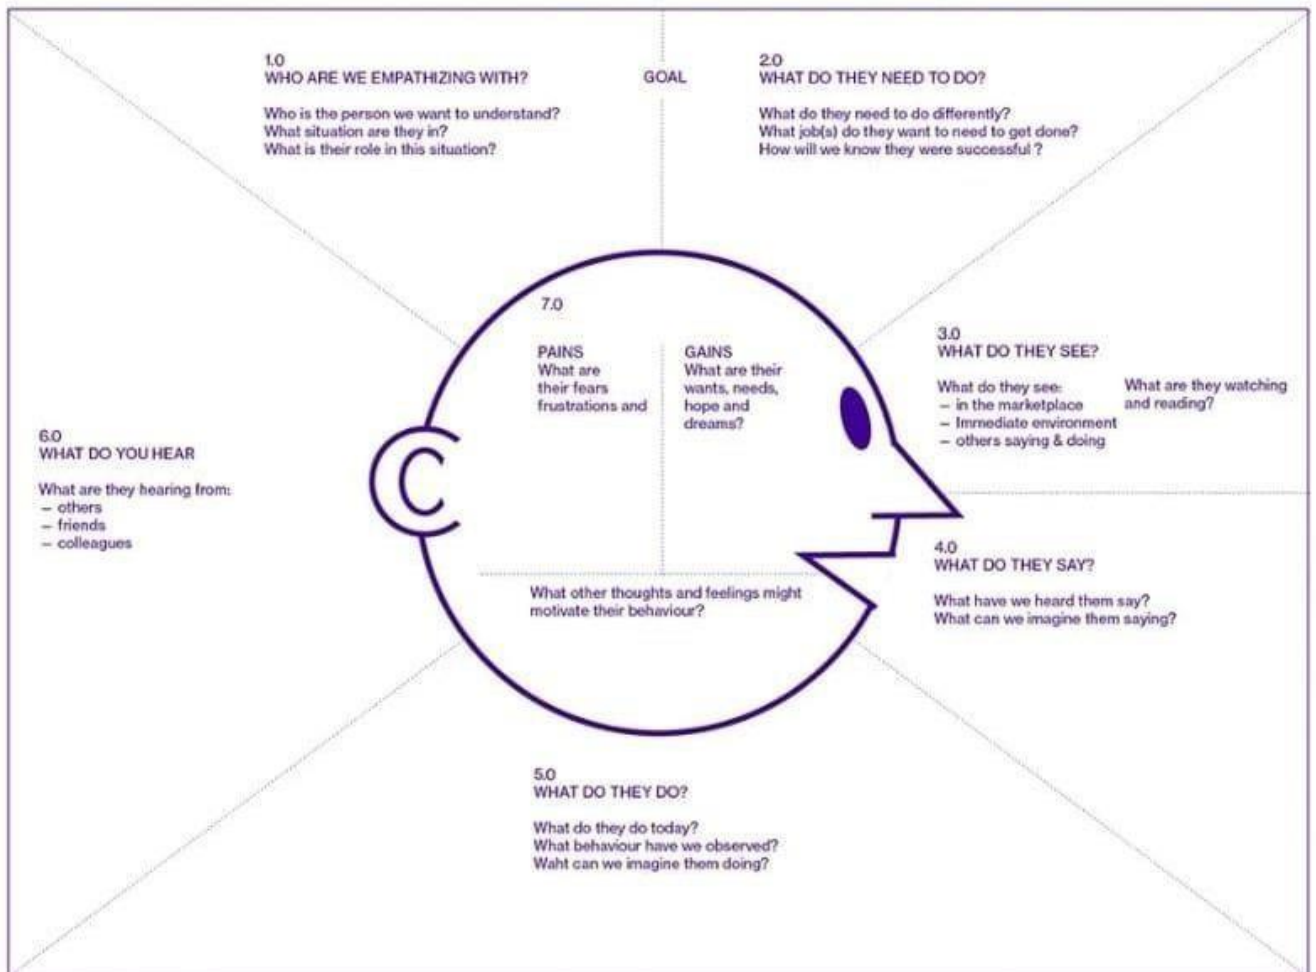 1.0
WHO ARE WE EMPATHIZING WITH?
Who is the person we want to understand?
What situation are they in?
What is their role in this situation?
GOAL
2.0
WHAT DO THEY NEED TO DO?
What do they need to do differently?
What job(s) do they want to need to get done?
How will we know they were successful ?
3.0
WHAT DO THEY SEE?
What do they see:
– in the marketplace
– Immediate environment
– others saying & doing
What are they watching
and reading?
4.0
WHAT DO THEY SAY?
What have we heard them say?
What can we imagine them saying?
5.0
WHAT DO THEY DO?
What do they do today?
What behaviour have we observed?
Waht can we imagine them doing?
6.0
WHAT DO YOU HEAR
What are they hearing from:
– others
– friends
– colleagues
7.0
PAINS
What are
their fears
frustrations and
GAINS
What are their
wants, needs,
hope and
dreams?
What other thoughts and feelings might
motivate their behaviour?